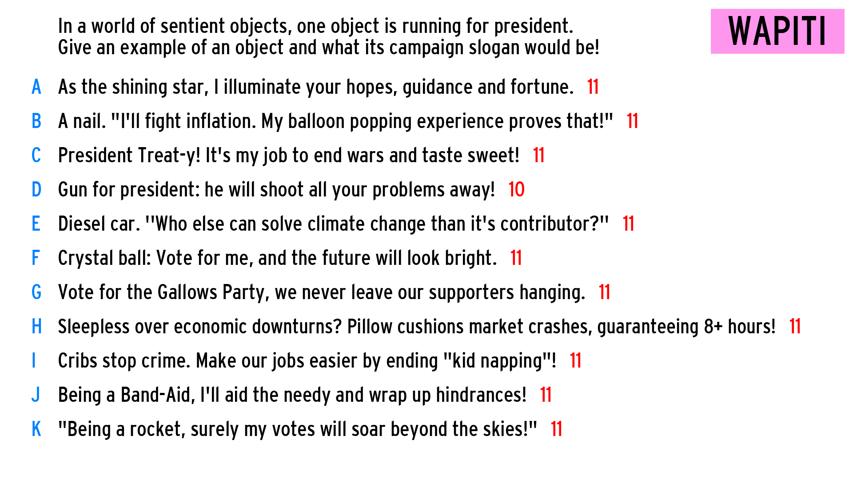 In a world of sentient objects, one object is running for president.
Give an example of an object and what its campaign slogan would be!
WAPITI
A As the shining star, I illuminate your hopes, guidance and fortune. 11
B A nail. "I'll fight inflation. My balloon popping experience proves that!" 11
C President Treat-y! It's my job to end wars and taste sweet! 11
D Gun for president: he will shoot all your problems away! 10
E Diesel car. ''Who else can solve climate change than it's contributor?'' 11
F Crystal ball: Vote for me, and the future will look bright. 11
G Vote for the Gallows Party, we never leave our supporters hanging. 11
H Sleepless over economic downturns? Pillow cushions market crashes, guaranteeing 8+ hours! 11
I Cribs stop crime. Make our jobs easier by ending "kid napping"! 11
J Being a Band-Aid, I'll aid the needy and wrap up hindrances! 11
K "Being a rocket, surely my votes will soar beyond the skies!" 11